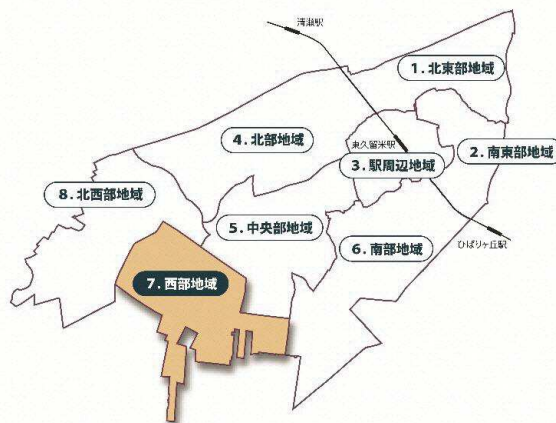 清瀬駅
1.北東部地域
4.北部地域
東久留米駅
2.南東部地域
3.駅周辺地域
8.北西部地域
5.中央部地域
6.南部地域
ひばりヶ丘駅
7.西部地域